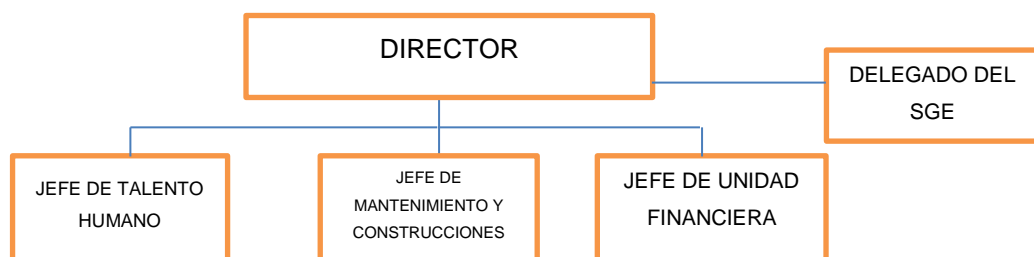 DIRECTOR
DELEGADO DEL
SGE
JEFE DE TALENTO
HUMANO
JEFE DE
MANTENIMIENTO Y
CONSTRUCCIONES
JEFE DE UNIDAD
FINANCIERA